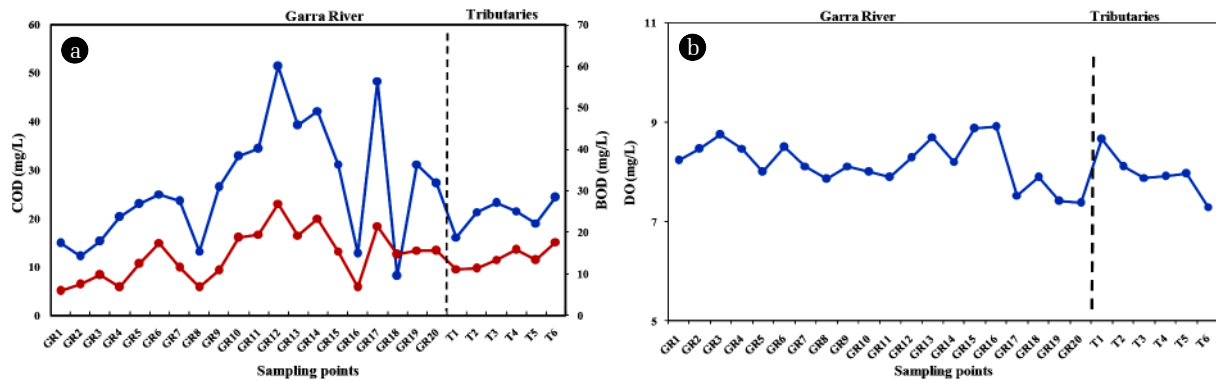 Garra River Tributaries
a
COD (mg/L)
60
50
40
30
20
10
0
70
60
50
40
30
20
10
0
BOD (mg/L)
GR1 GR2 GR3 GR4 GR5 GR6 GR7 GR8 GR9 GR10 GR11 GR12 GR13 GR14 GR15 GR16 GR17 GR18 GR19 GR20 T1 T2 T3 T4 T5 T6
Sampling points
Garra River Tributaries
b
DO (mg/L)
11
9
7
5
GR1 GR2 GR3 GR4 GR5 GR6 GR7 GR8 GR9 GR10 GR11 GR12 GR13 GR14 GR15 GR16 GR17 GR18 GR19 GR20 T1 T2 T3 T4 T5 T6
Sampling points